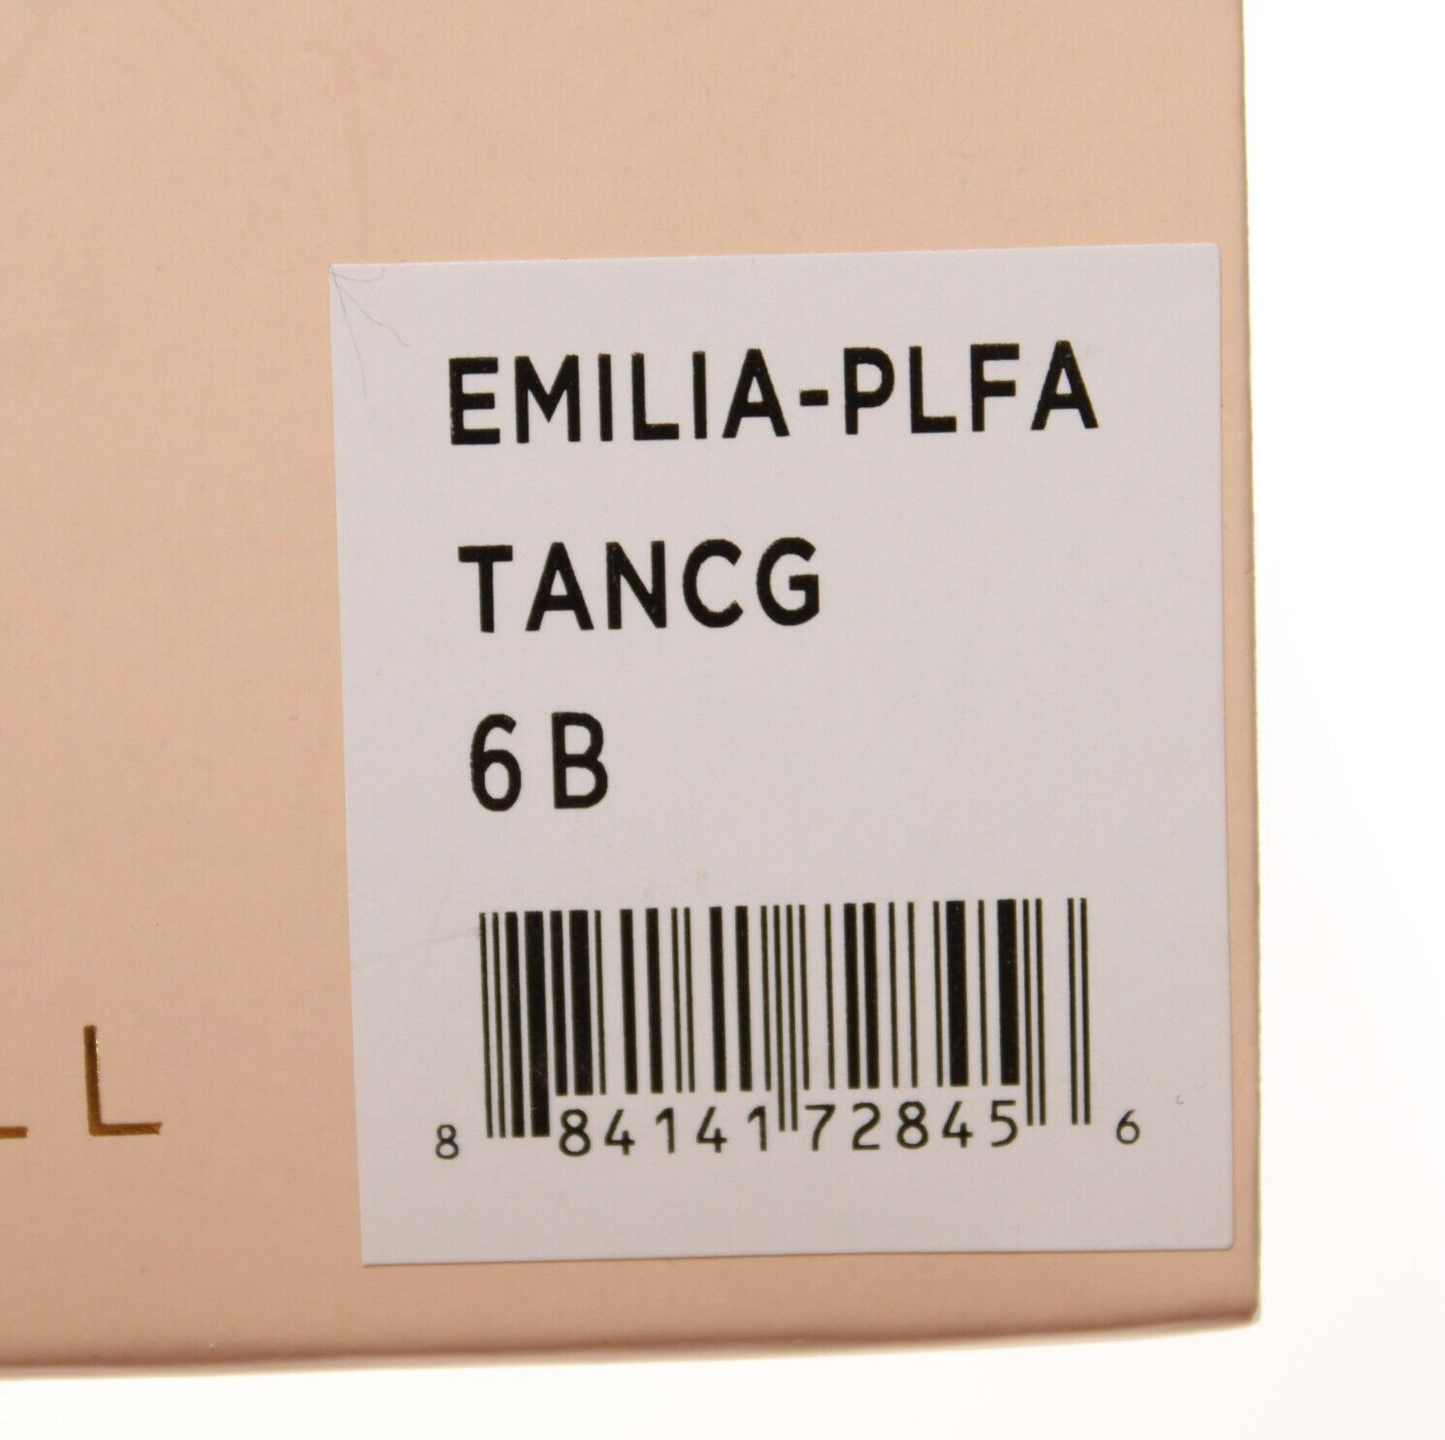 EMILIA-PLFA
TANCG
6B
8 84141 72845 6
L